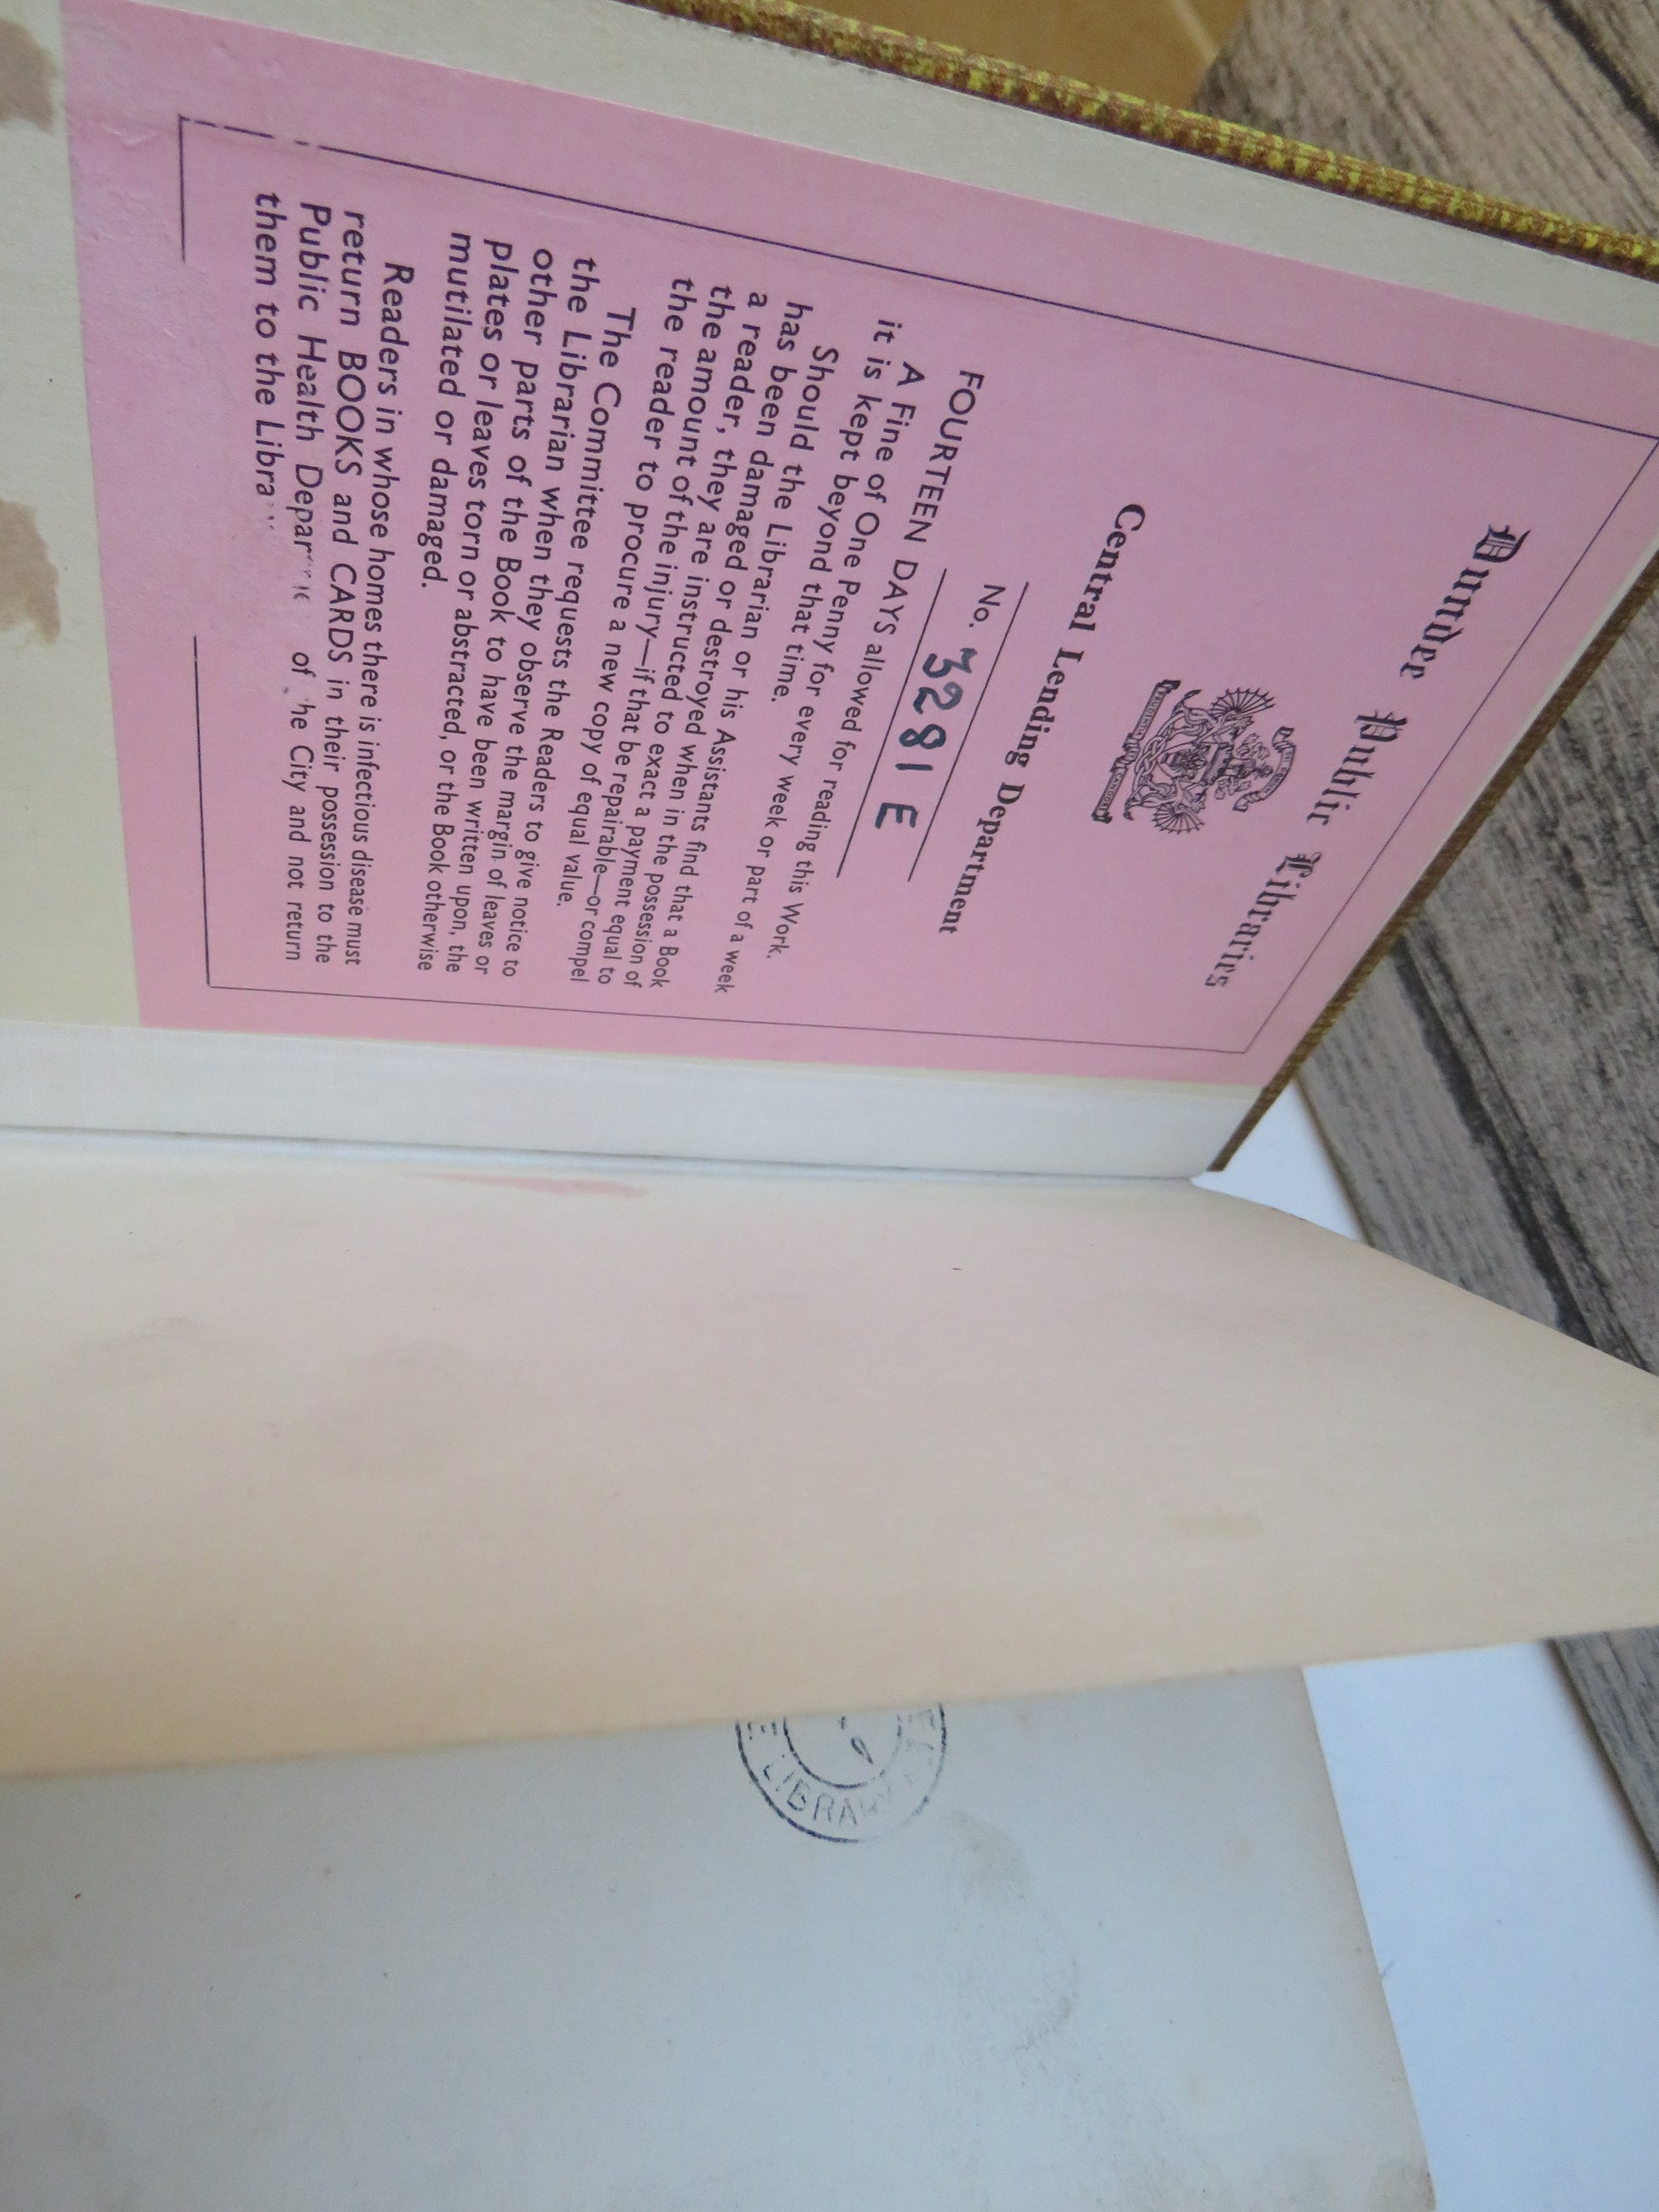 Dundee Public Libraries
Central Lending Department
No. 3281 E
FOURTEEN DAYS allowed for reading this Work.
A Fine of One Penny for every week or part of a week
it is kept beyond that time.
Should the Librarian or his Assistants find that a Book
has been damaged or destroyed when in the possession of
a reader, they are instructed to exact a payment equal to
the amount of the injury—if that be repairable—or compel
the reader to procure a new copy of equal value.
The Committee requests the Readers to give notice to
the Librarian when they observe the margin of leaves or
other parts of the Book to have been written upon, the
plates or leaves torn or abstracted, or the Book otherwise
mutilated or damaged.
Readers in whose homes there is infectious disease must
return BOOKS and CARDS in their possession to the
Public Health of he City and not return
them to the Libra
LIBRARY